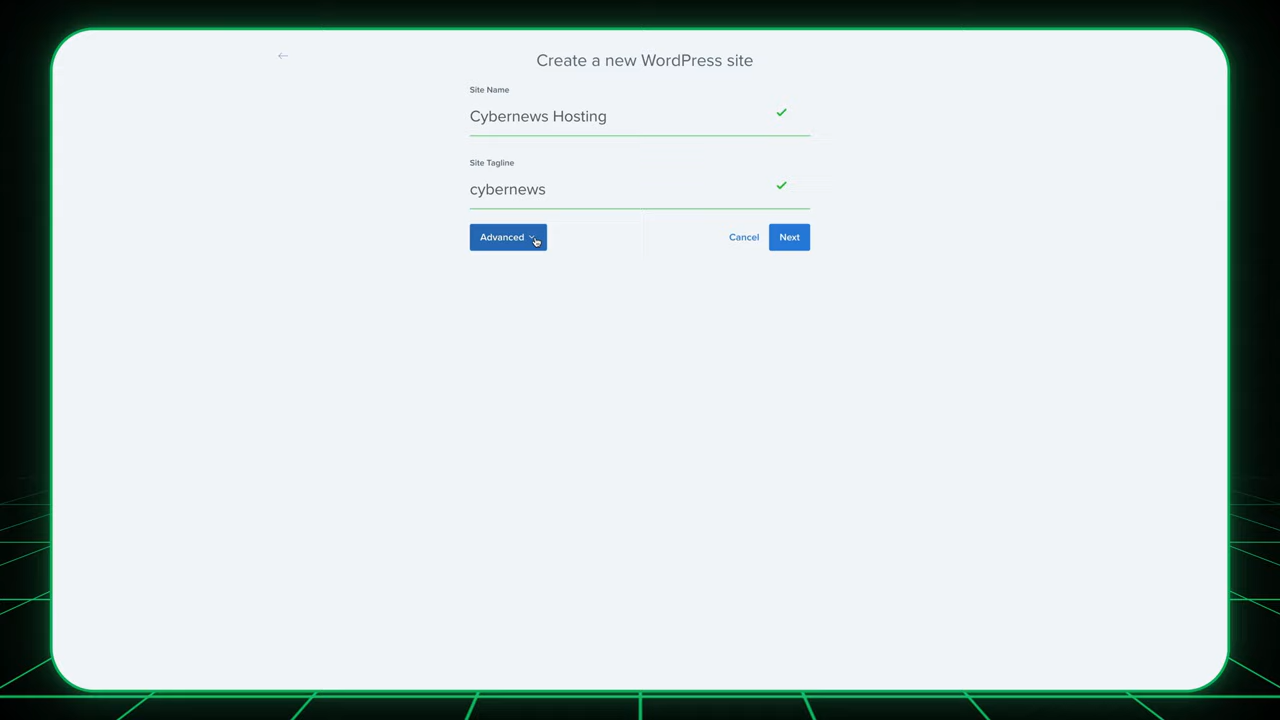 Create a new WordPress site
Site Name
Cybernews Hosting
Site Tagline
cybernews
Advanced
Cancel
Next